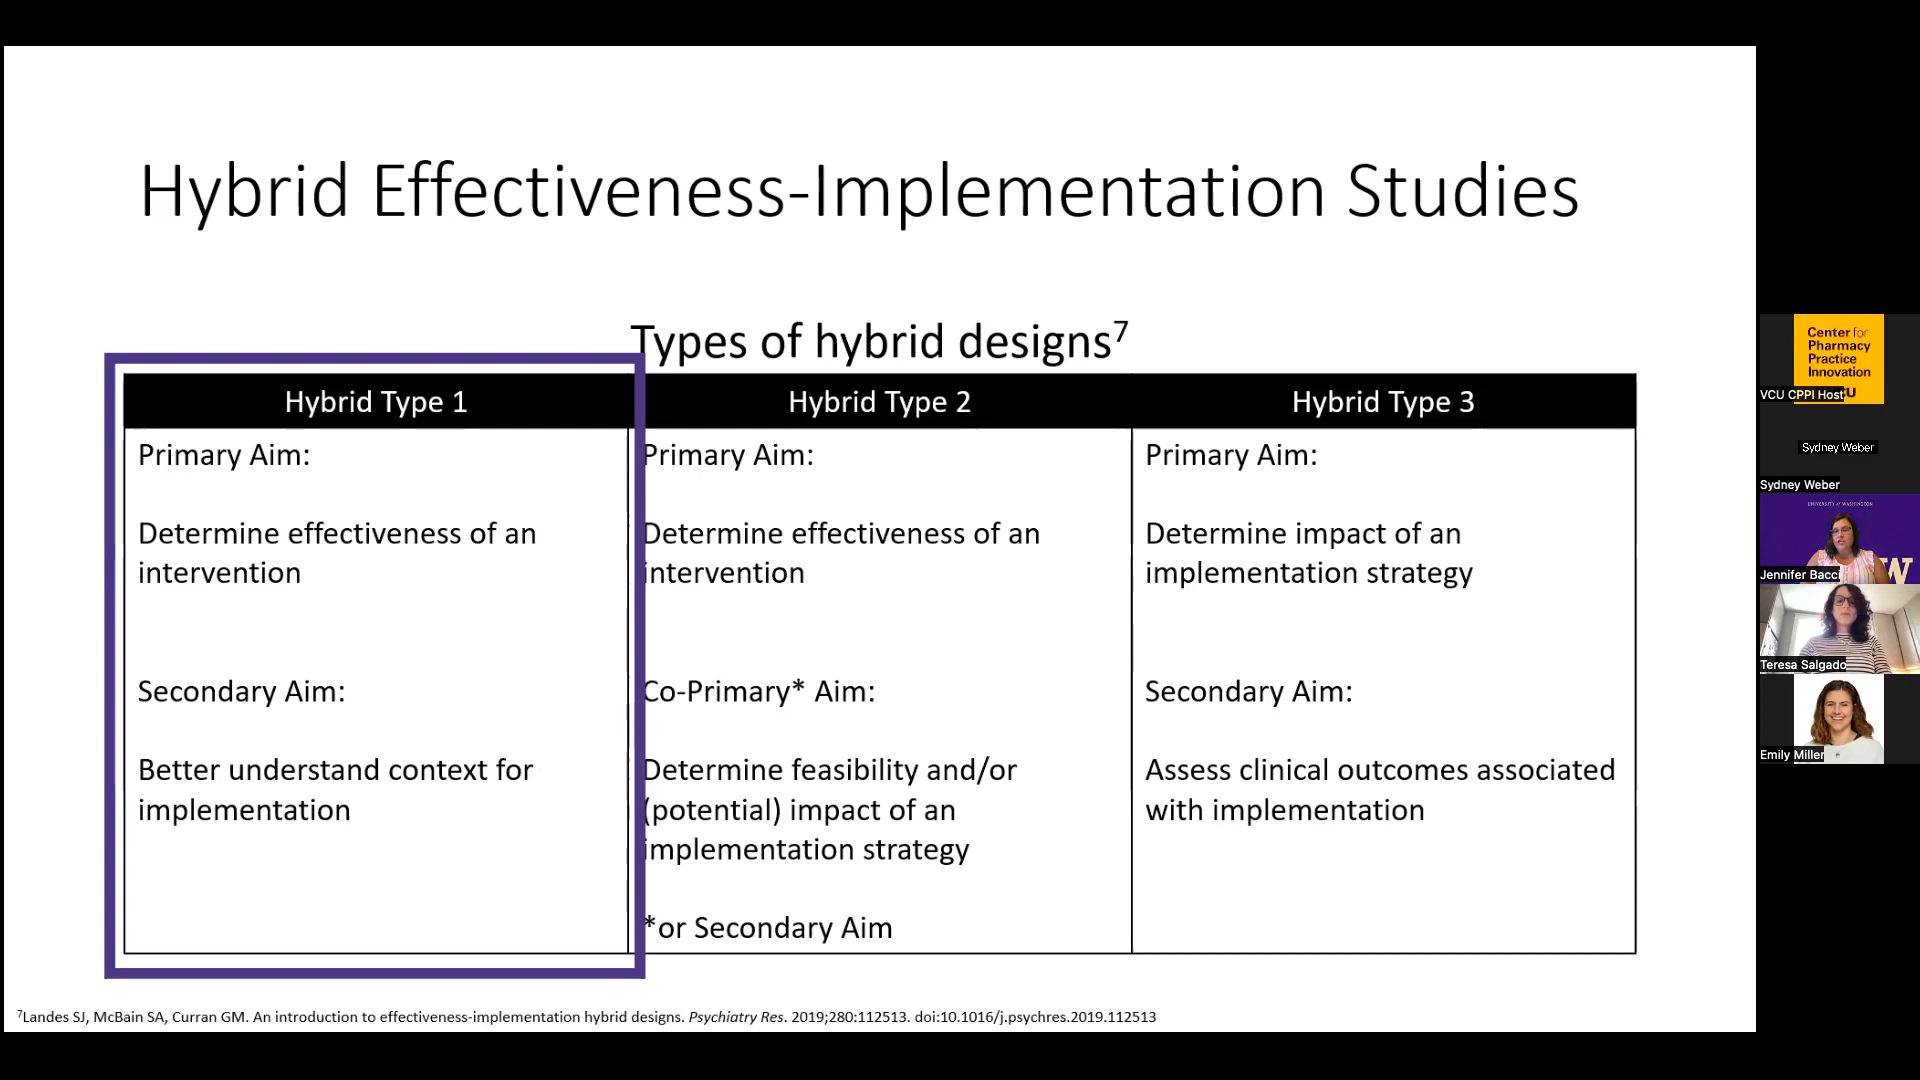 Hybrid Effectiveness-Implementation Studies
Types of hybrid designs7
Hybrid Type 1
Primary Aim:
Determine effectiveness of an
intervention
Secondary Aim:
Better understand context for
implementation
Hybrid Type 2
Primary Aim:
Determine effectiveness of an
intervention
Co-Primary* Aim:
Determine feasibility and/or
(potential) impact of an
implementation strategy
*or Secondary Aim
Hybrid Type 3
Primary Aim:
Determine impact of an
implementation strategy
Secondary Aim:
Assess clinical outcomes associated
with implementation
7Landes SJ, McBain SA, Curran GM. An introduction to effectiveness-implementation hybrid designs. Psychiatry Res. 2019;280:112513. doi:10.1016/j.psychres.2019.112513
Center for
Pharmacy
Practice
Innovation
VCU CPPI Host
Sydney Weber
Sydney Weber
UNIVERSITY of WASHINGTON
W
Jennifer Bacci
Teresa Salgado
Emily Miller